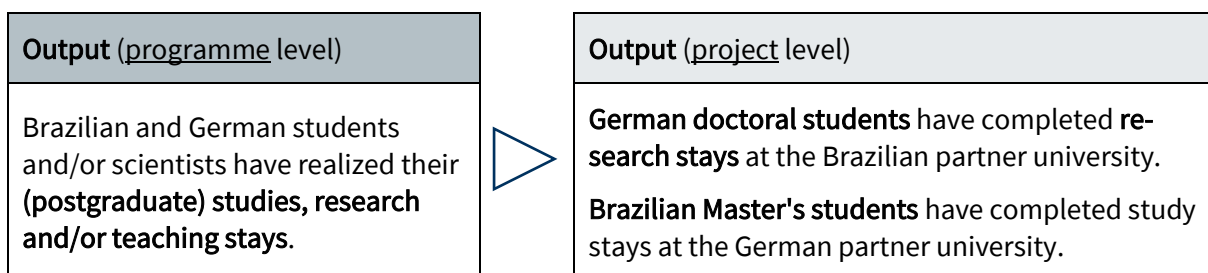 Output (programme level)
Brazilian and German students
and/or scientists have realized their
(postgraduate) studies, research
and/or teaching stays.
Output (project level)
German doctoral students have completed re-
search stays at the Brazilian partner university.
Brazilian Master's students have completed study
stays at the German partner university.